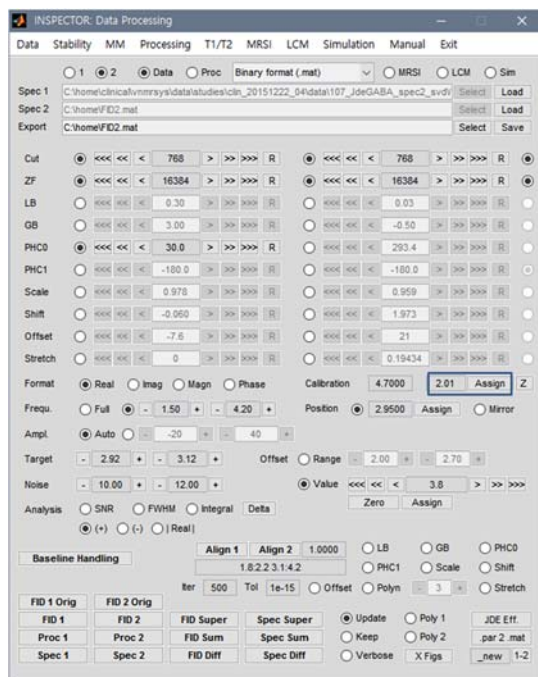 INSPECTOR: Data Processing
Data Stability MM Processing T1/T2 MRSI LCM Simulation Manual Exit
1 2 Data Proc Binary format (.mat) MRSI LCM Sim
Spec 1 Select Load
Spec 2 C:\home\FID2.mat Select Load
Export C:\home\FID2.mat Select Save
Cut <<< << < 768 > >> >>> R <<< << < 768 > >> >>> R
ZF <<< << < 16384 > >> >>> R <<< << < 16384 > >> >>> R
LB <<< << < 0.30 > >> >>> R <<< << < 0.03 > >> >>> R
GB <<< << < 3.00 > >> >>> R <<< << < -0.50 > >> >>> R
PHC0 <<< << < 30.0 > >> >>> R <<< << < 293.4 > >> >>> R
PHC1 <<< << < -180.0 > >> >>> R <<< << < -180.0 > >> >>> R
Scale <<< << < 0.978 > >> >>> R <<< << < 0.959 > >> >>> R
Shift <<< << < -0.060 > >> >>> R <<< << < 1.973 > >> >>> R
Offset <<< << < -7.6 > >> >>> R <<< << < 21 > >> >>> R
Stretch <<< << < 0 > >> >>> R <<< << < 0.19434 > >> >>> R
Format Real Imag Magn Phase Calibration 4.7000 2.01 Assign Z
Frequ. Full - 1.50 + - 4.20 + Position 2.9500 Assign Mirror
Ampl. Auto - -20 + - 40 +
Target - 2.92 + - 3.12 + Offset Range - 2.00 + - 2.70 +
Noise - 10.00 + - 12.00 + Value <<< << < 3.8 > >> >>>
Analysis SNR FWHM Integral Delta Zero Assign
(+) (-) | Real |
Baseline Handling Align 1 Align 2 1.0000 LB GB PHC0
1.8:2.2 3.1:4.2 PHC1 Scale Shift
Iter 500 Tol 1e-15 Offset Polyn - 3 + Stretch
FID 1 Orig FID 2 Orig
FID 1 FID 2 FID Super Spec Super Update Poly 1 JDE Eff.
Proc 1 Proc 2 FID Sum Spec Sum Keep Poly 2 .par 2 .mat
Spec 1 Spec 2 FID Diff Spec Diff Verbose X Figs _new 1-2